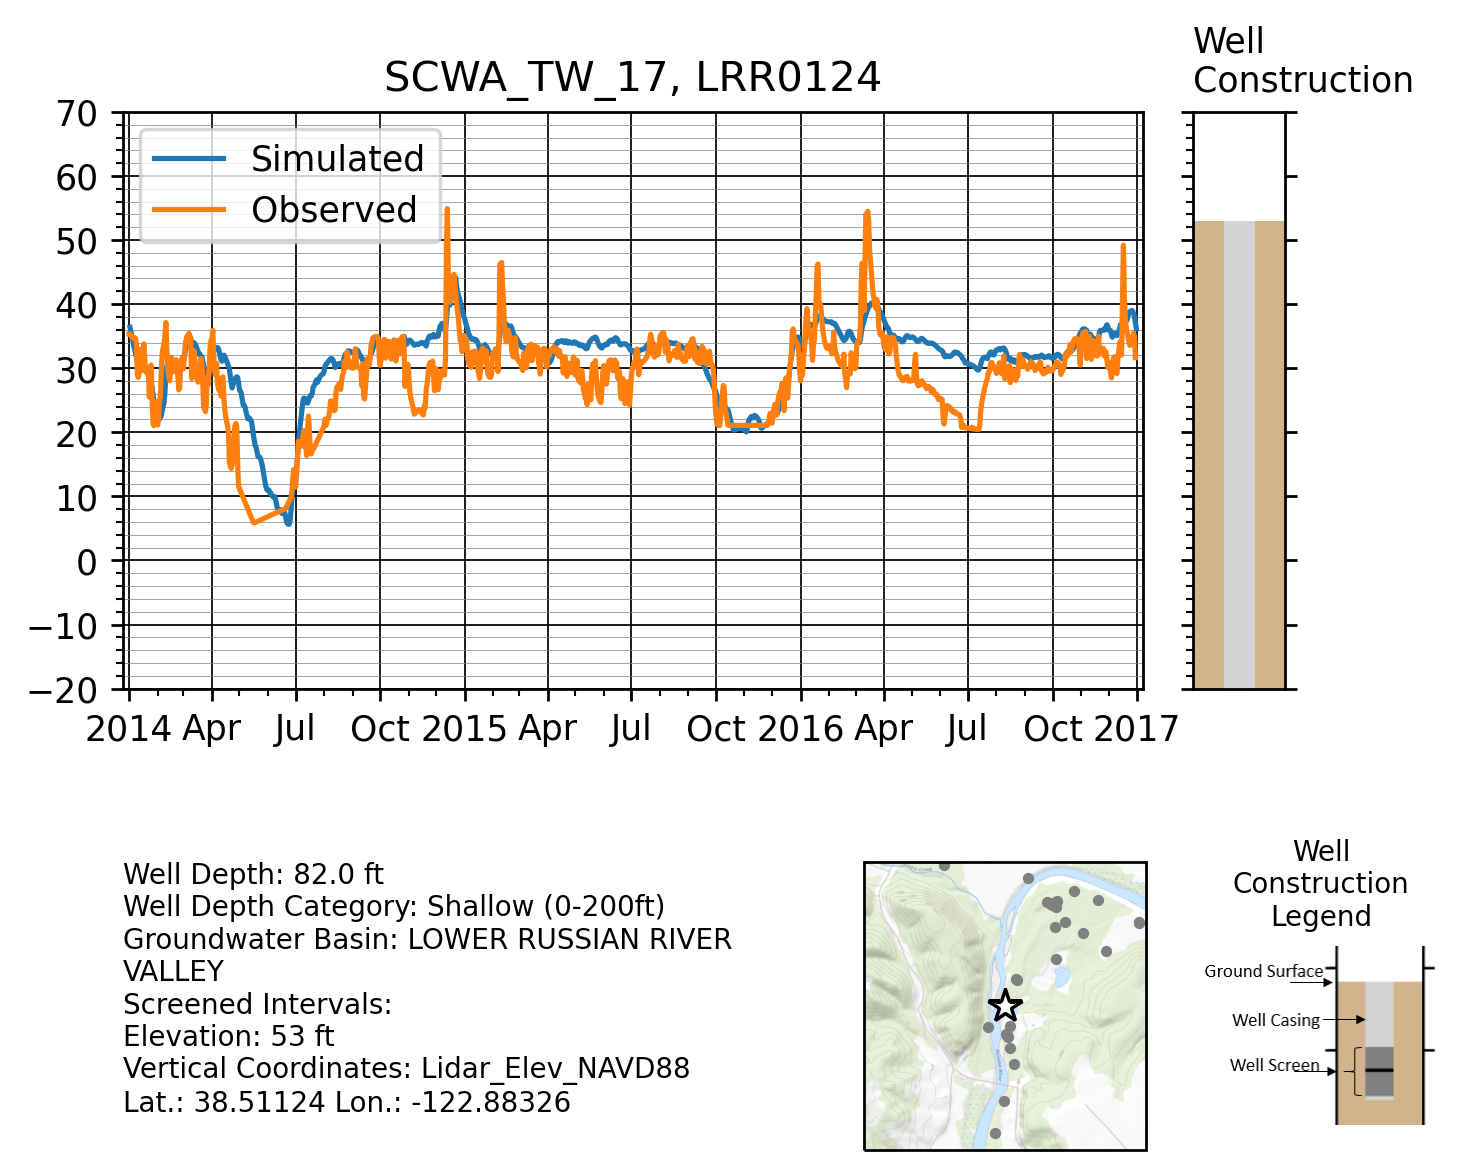 Well
Construction
SCWA_TW_17, LRR0124
70
60
50
40
30
20
10
0
−10
−20
Simulated
Observed
2014 Apr Jul Oct 2015 Apr Jul Oct 2016 Apr Jul Oct 2017
Well Depth: 82.0 ft
Well Depth Category: Shallow (0-200ft)
Groundwater Basin: LOWER RUSSIAN RIVER
VALLEY
Screened Intervals:
Elevation: 53 ft
Vertical Coordinates: Lidar_Elev_NAVD88
Lat.: 38.51124 Lon.: -122.88326
Well
Construction
Legend
Ground Surface
Well Casing
Well Screen